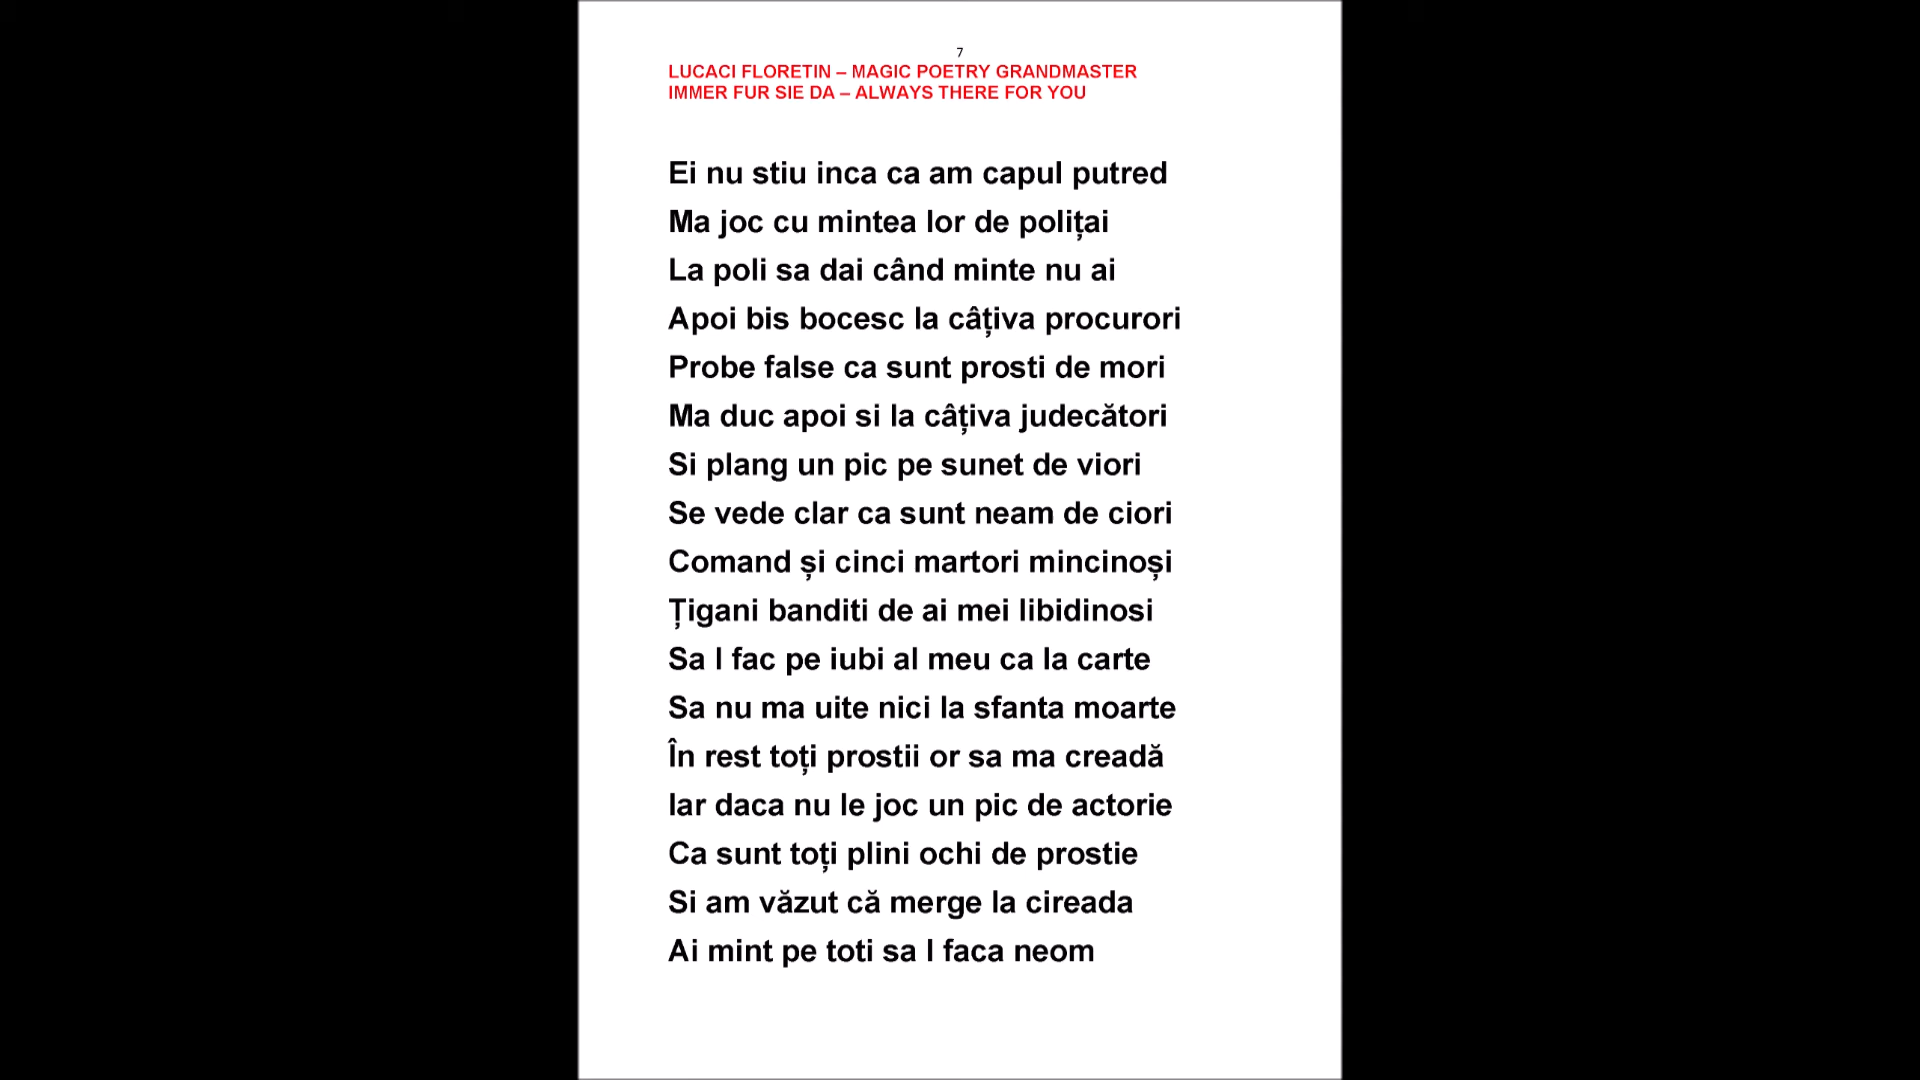 7
LUCACI FLORETIN – MAGIC POETRY GRANDMASTER
IMMER FUR SIE DA – ALWAYS THERE FOR YOU
Ei nu stiu inca ca am capul putred
Ma joc cu mintea lor de polițai
La poli sa dai când minte nu ai
Apoi bis bocesc la câțiva procurori
Probe false ca sunt prosti de mori
Ma duc apoi si la câțiva judecători
Si plang un pic pe sunet de viori
Se vede clar ca sunt neam de ciori
Comand și cinci martori mincinoși
Țigani banditi de ai mei libidinosi
Sa l fac pe iubi al meu ca la carte
Sa nu ma uite nici la sfanta moarte
În rest toți prostii or sa ma creadă
Iar daca nu le joc un pic de actorie
Ca sunt toți plini ochi de prostie
Si am văzut că merge la cireada
Ai mint pe toti sa l faca neom